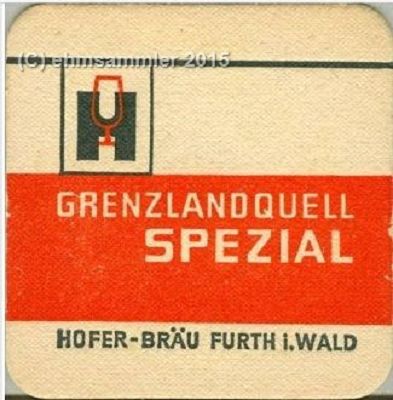 (C) ehmsammler 2015
H
GRENZLANDQUELL
SPEZIAL
HOFER-BRÄU FURTH I.WALD